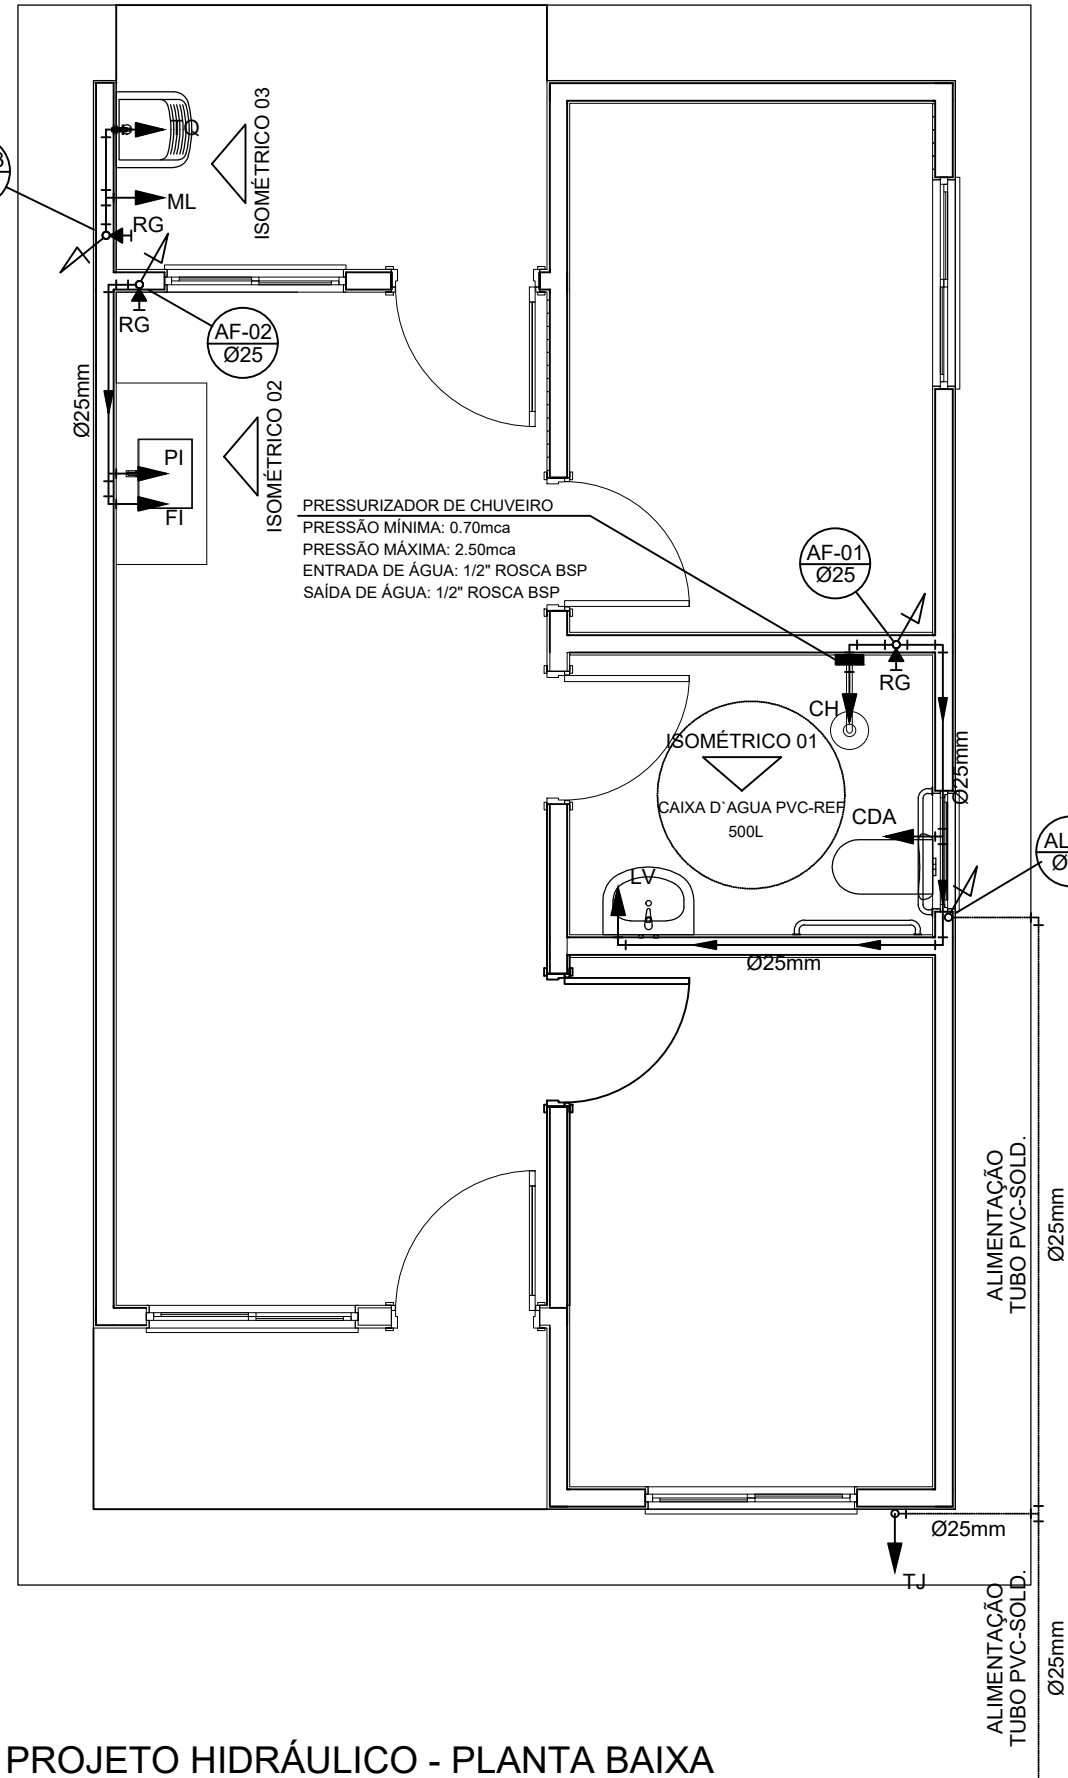 ISOMÉTRICO 03
TQ
ML
RG
RG
AF-02
Ø25
Ø25mm
ISOMÉTRICO 02
PI
FI
PRESSURIZADOR DE CHUVEIRO
PRESSÃO MÍNIMA: 0.70mca
PRESSÃO MÁXIMA: 2.50mca
ENTRADA DE ÁGUA: 1/2" ROSCA BSP
SAÍDA DE ÁGUA: 1/2" ROSCA BSP
AF-01
Ø25
RG
CH
ISOMÉTRICO 01
CAIXA D`AGUA PVC-REF
500L
Ø25mm
CDA
AL
Ø
LV
Ø25mm
ALIMENTAÇÃO
TUBO PVC-SOLD.
Ø25mm
Ø25mm
TJ
ALIMENTAÇÃO
TUBO PVC-SOLD.
Ø25mm
PROJETO HIDRÁULICO - PLANTA BAIXA